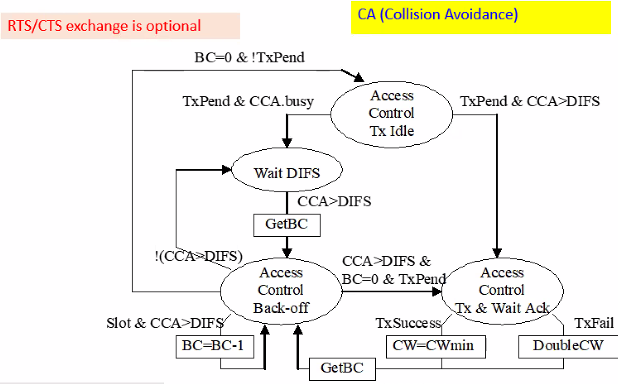 RTS/CTS exchange is optional
CA (Collision Avoidance)
BC=0 & !TxPend
TxPend & CCA.busy
Access
Control
Tx Idle
TxPend & CCA>DIFS
Wait DIFS
CCA>DIFS
GetBC
!(CCA>DIFS)
Access
Control
Back-off
CCA>DIFS &
BC=0 & TxPend
Access
Control
Tx & Wait Ack
Slot & CCA>DIFS
BC=BC-1
TxSuccess
CW=CWmin
TxFail
DoubleCW
GetBC